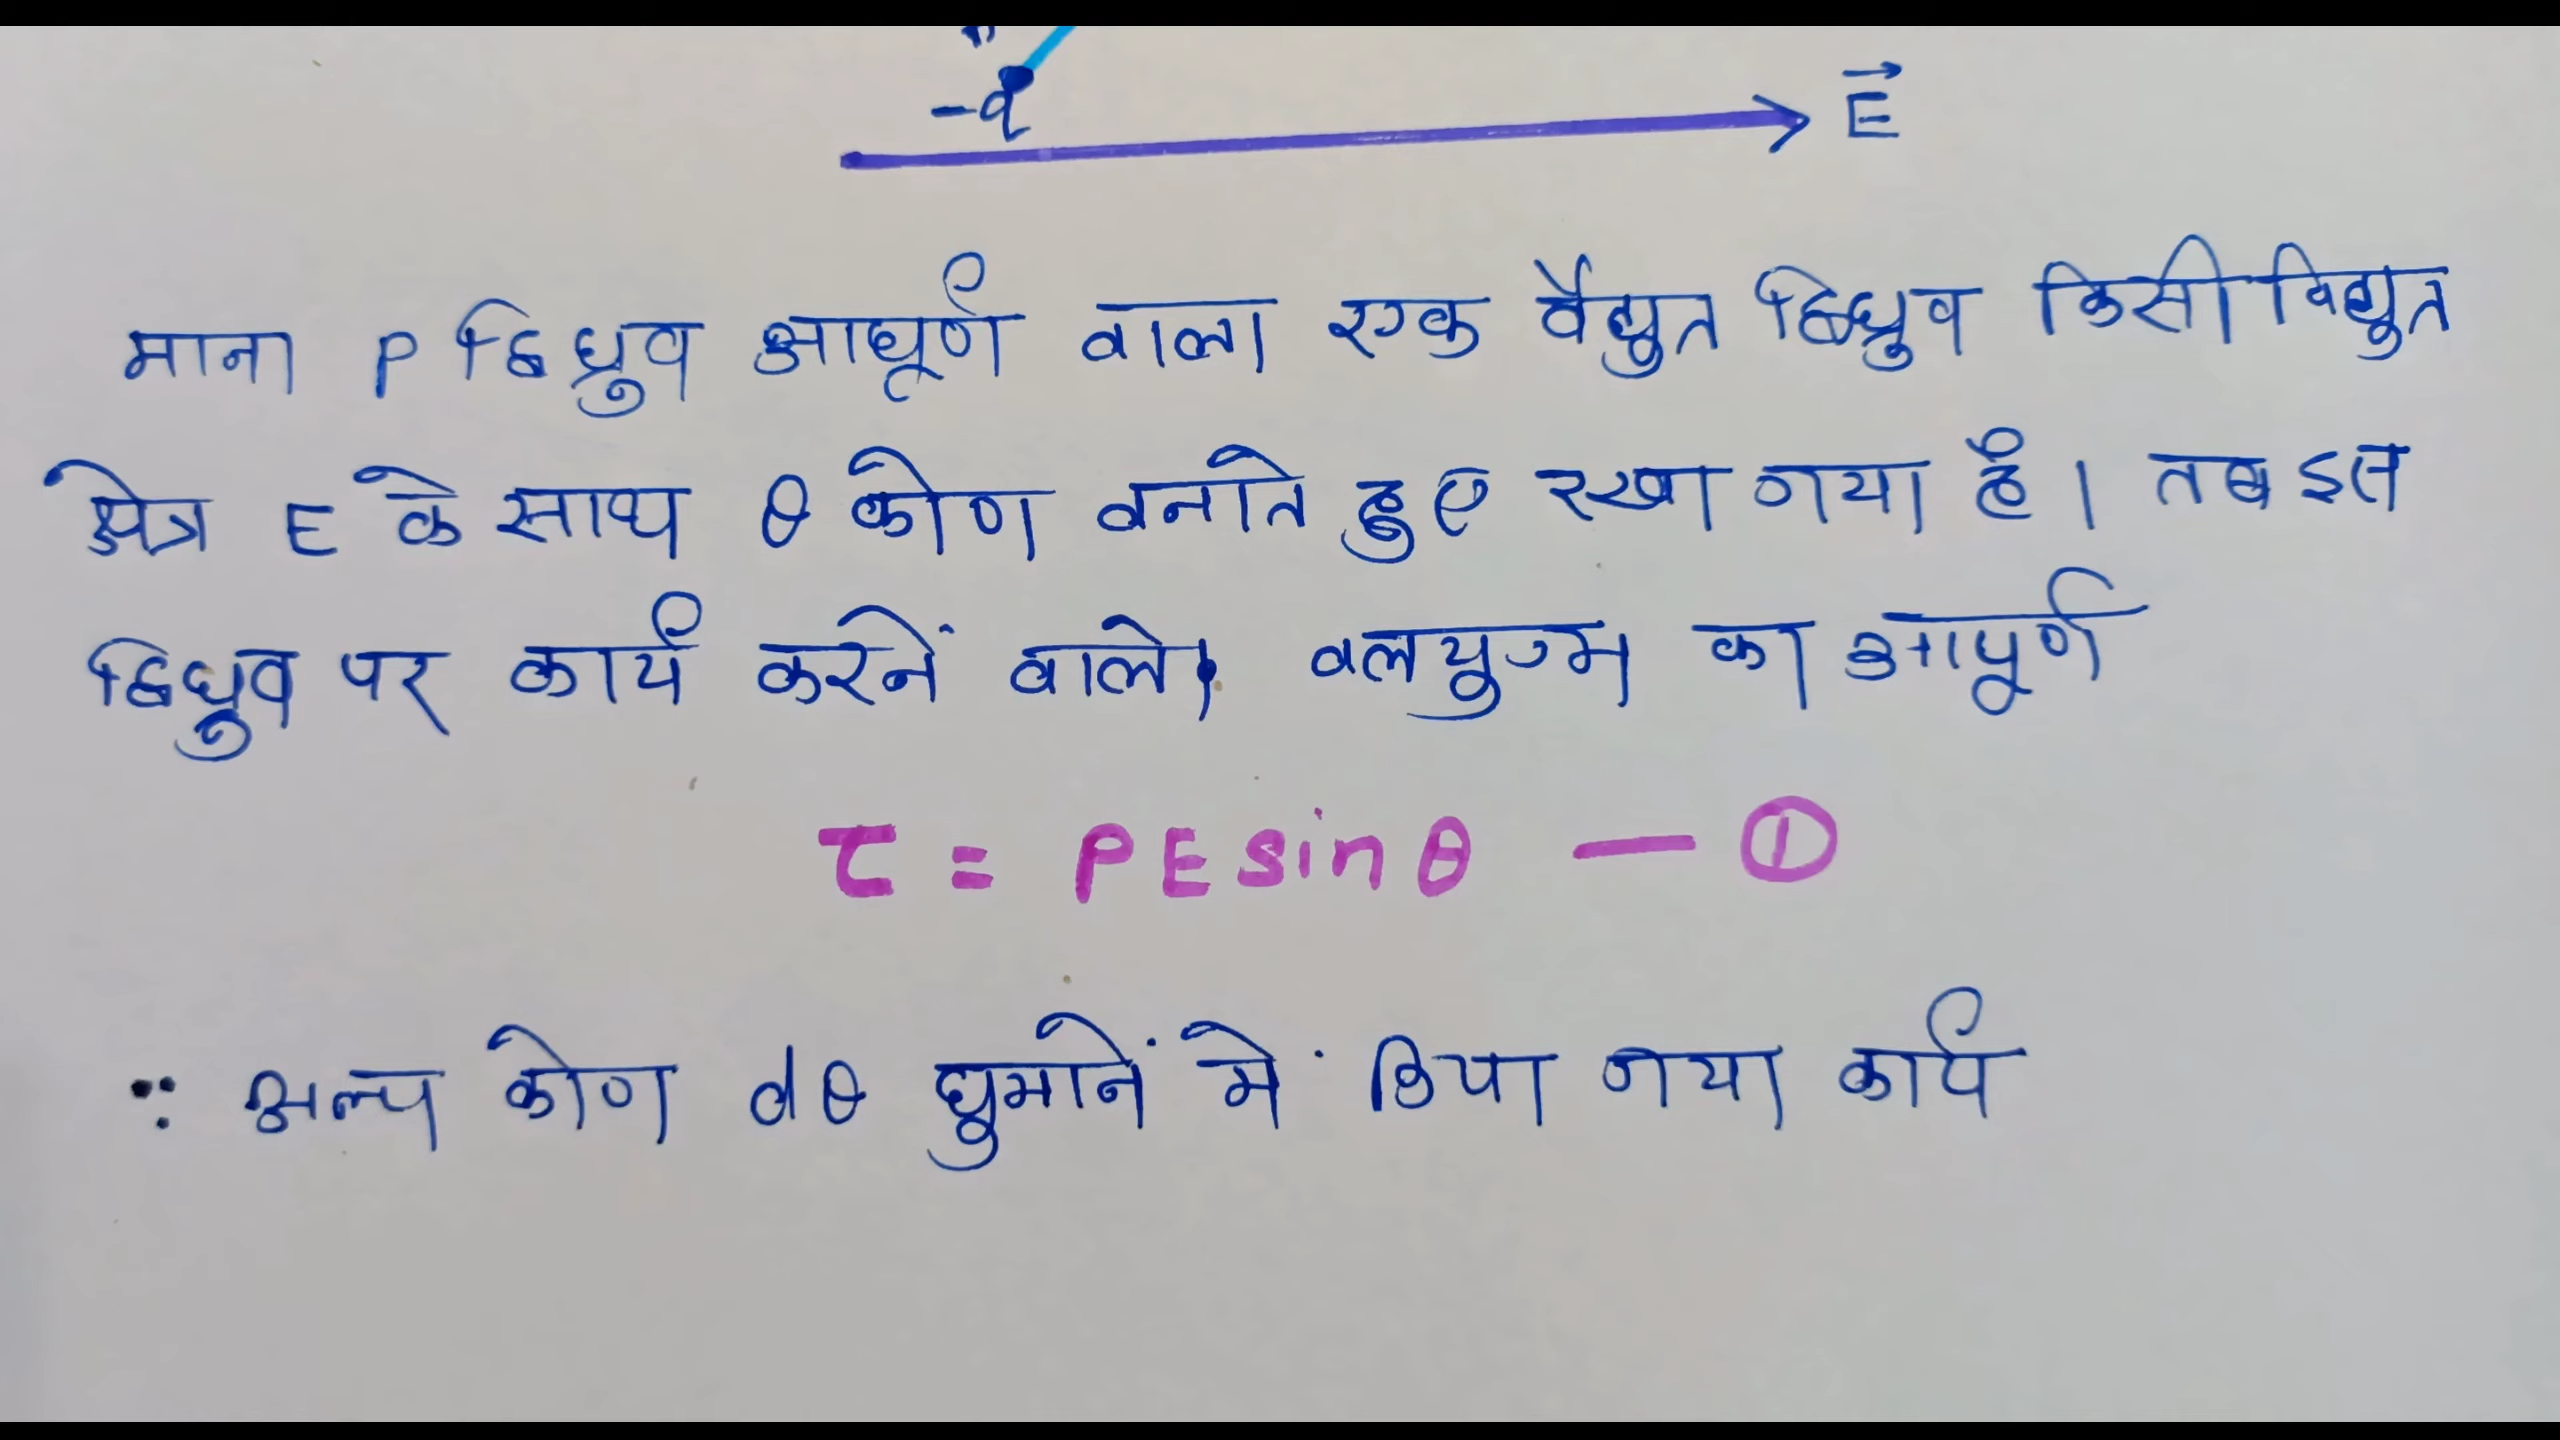 -q
E
माना P द्विध्रुव आघूर्ण वाला एक वैद्युत द्विध्रुव किसी विद्युत
क्षेत्र E के साथ θ कोण बनाते हुए रखा गया है। तब इस
द्विध्रुव पर कार्य करनें वाले बलयुग्म का आघूर्ण
τ = PE sin θ — ①
∵ अल्प कोण dθ घुमानें में किया गया कार्य